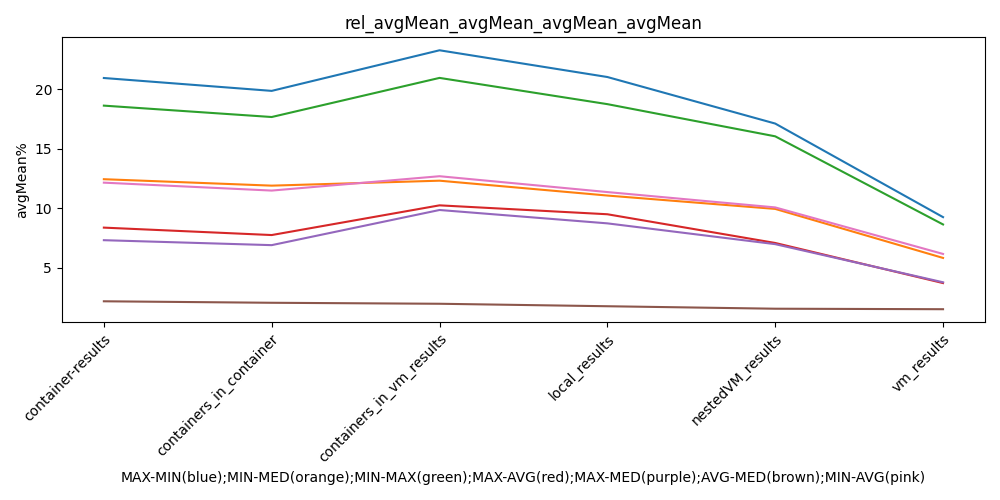 rel_avgMean_avgMean_avgMean_avgMean
avgMean%
20
15
10
5
container-results
containers_in_container
containers_in_vm_results
local_results
nestedVM_results
vm_results
MAX-MIN(blue);MIN-MED(orange);MIN-MAX(green);MAX-AVG(red);MAX-MED(purple);AVG-MED(brown);MIN-AVG(pink)